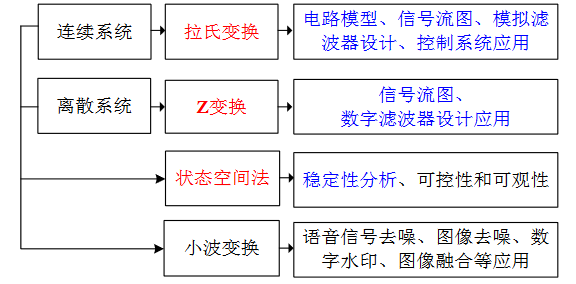 连续系统
拉氏变换
电路模型、信号流图、模拟滤
波器设计、控制系统应用
离散系统
Z变换
信号流图、
数字滤波器设计应用
状态空间法
稳定性分析、可控性和可观性
小波变换
语音信号去噪、图像去噪、数
字水印、图像融合等应用